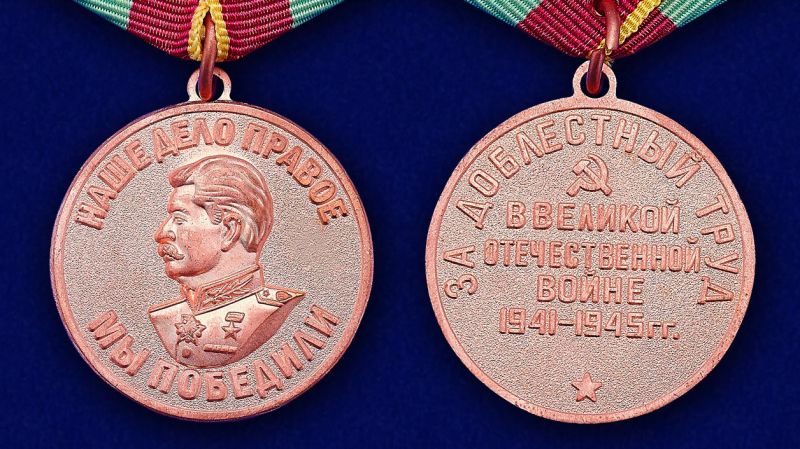 НАШЕ ДЕЛО ПРАВОЕ
МЫ ПОБЕДИЛИ
ЗА ДОБЛЕСТНЫЙ ТРУД
В ВЕЛИКОЙ
ОТЕЧЕСТВЕННОЙ
ВОЙНЕ
1941-1945 гг.